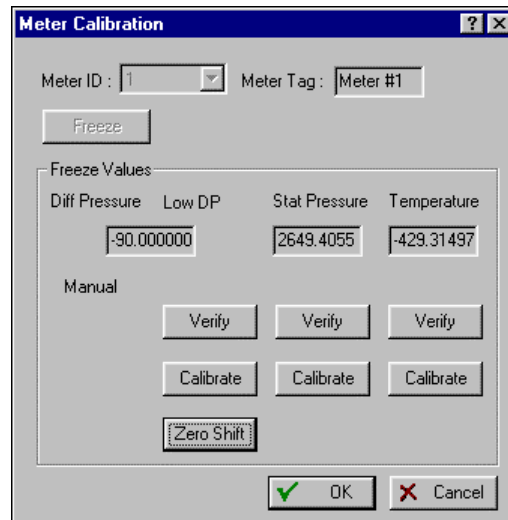 Meter Calibration ? X
Meter ID : 1 Meter Tag : Meter #1
Freeze
Freeze Values
Diff Pressure Low DP Stat Pressure Temperature
-90.000000 2649.4055 -429.31497
Manual
Verify Verify Verify
Calibrate Calibrate Calibrate
Zero Shift
OK Cancel